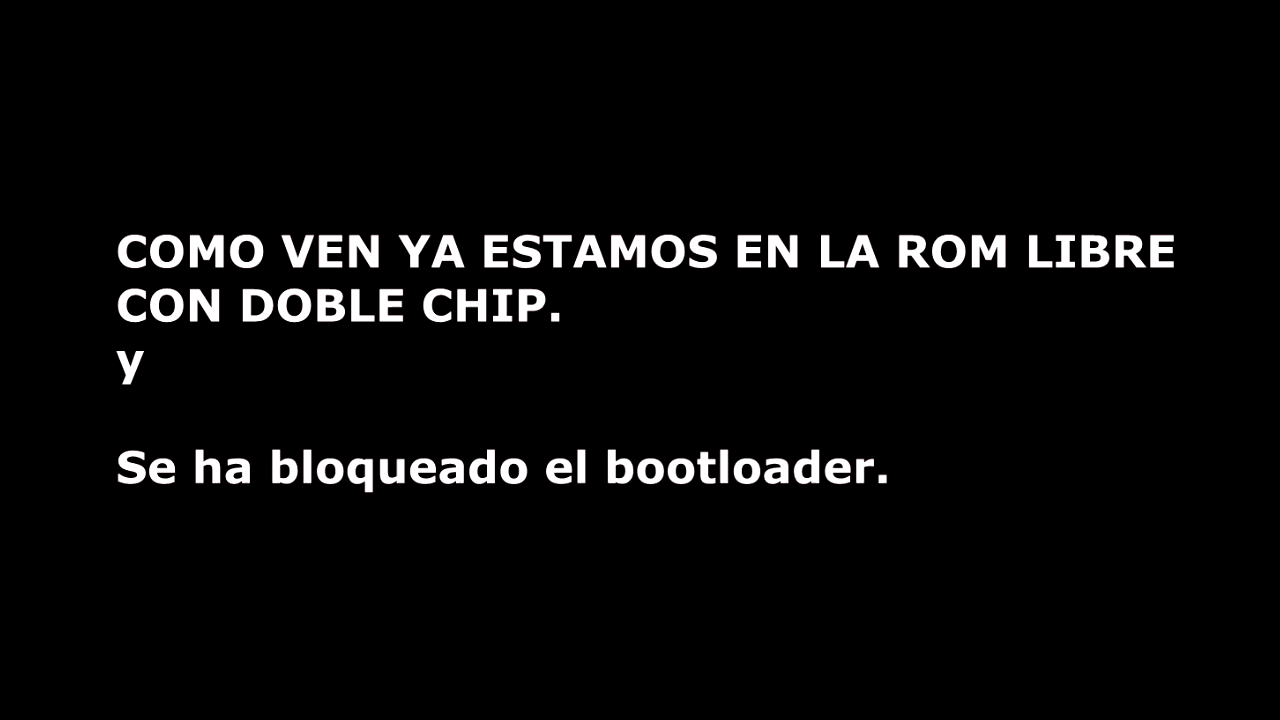 COMO VEN YA ESTAMOS EN LA ROM LIBRE
CON DOBLE CHIP.
y
Se ha bloqueado el bootloader.